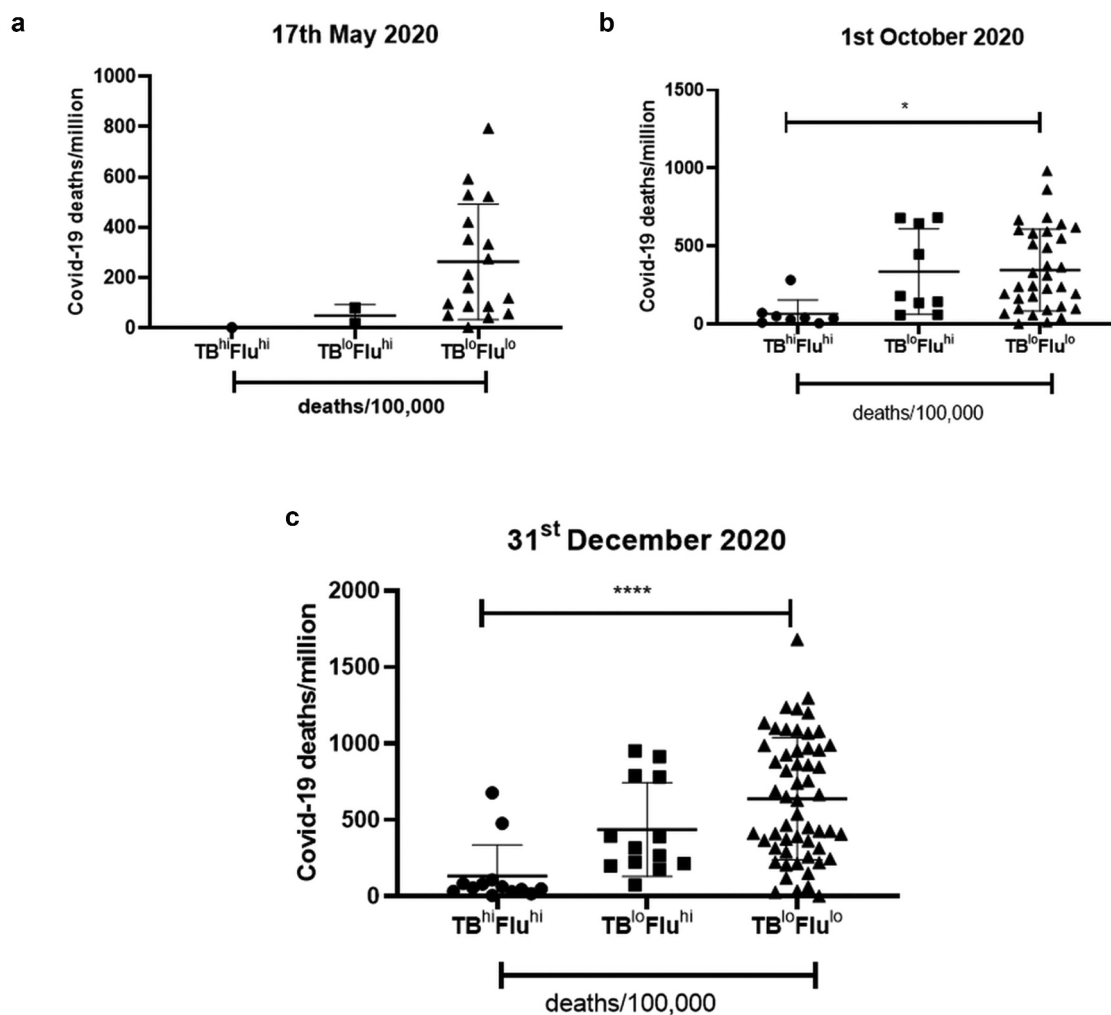 a
17th May 2020
Covid-19 deaths/million
1000
800
600
400
200
0
TBhiFluhi
TBloFluhi
TBloFlulo
deaths/100,000
b
1st October 2020
Covid-19 deaths/million
1500
1000
500
0
*
TBhiFluhi
TBloFluhi
TBloFlulo
deaths/100,000
c
31st December 2020
Covid-19 deaths/million
2000
1500
1000
500
0
****
TBhiFluhi
TBloFluhi
TBloFlulo
deaths/100,000